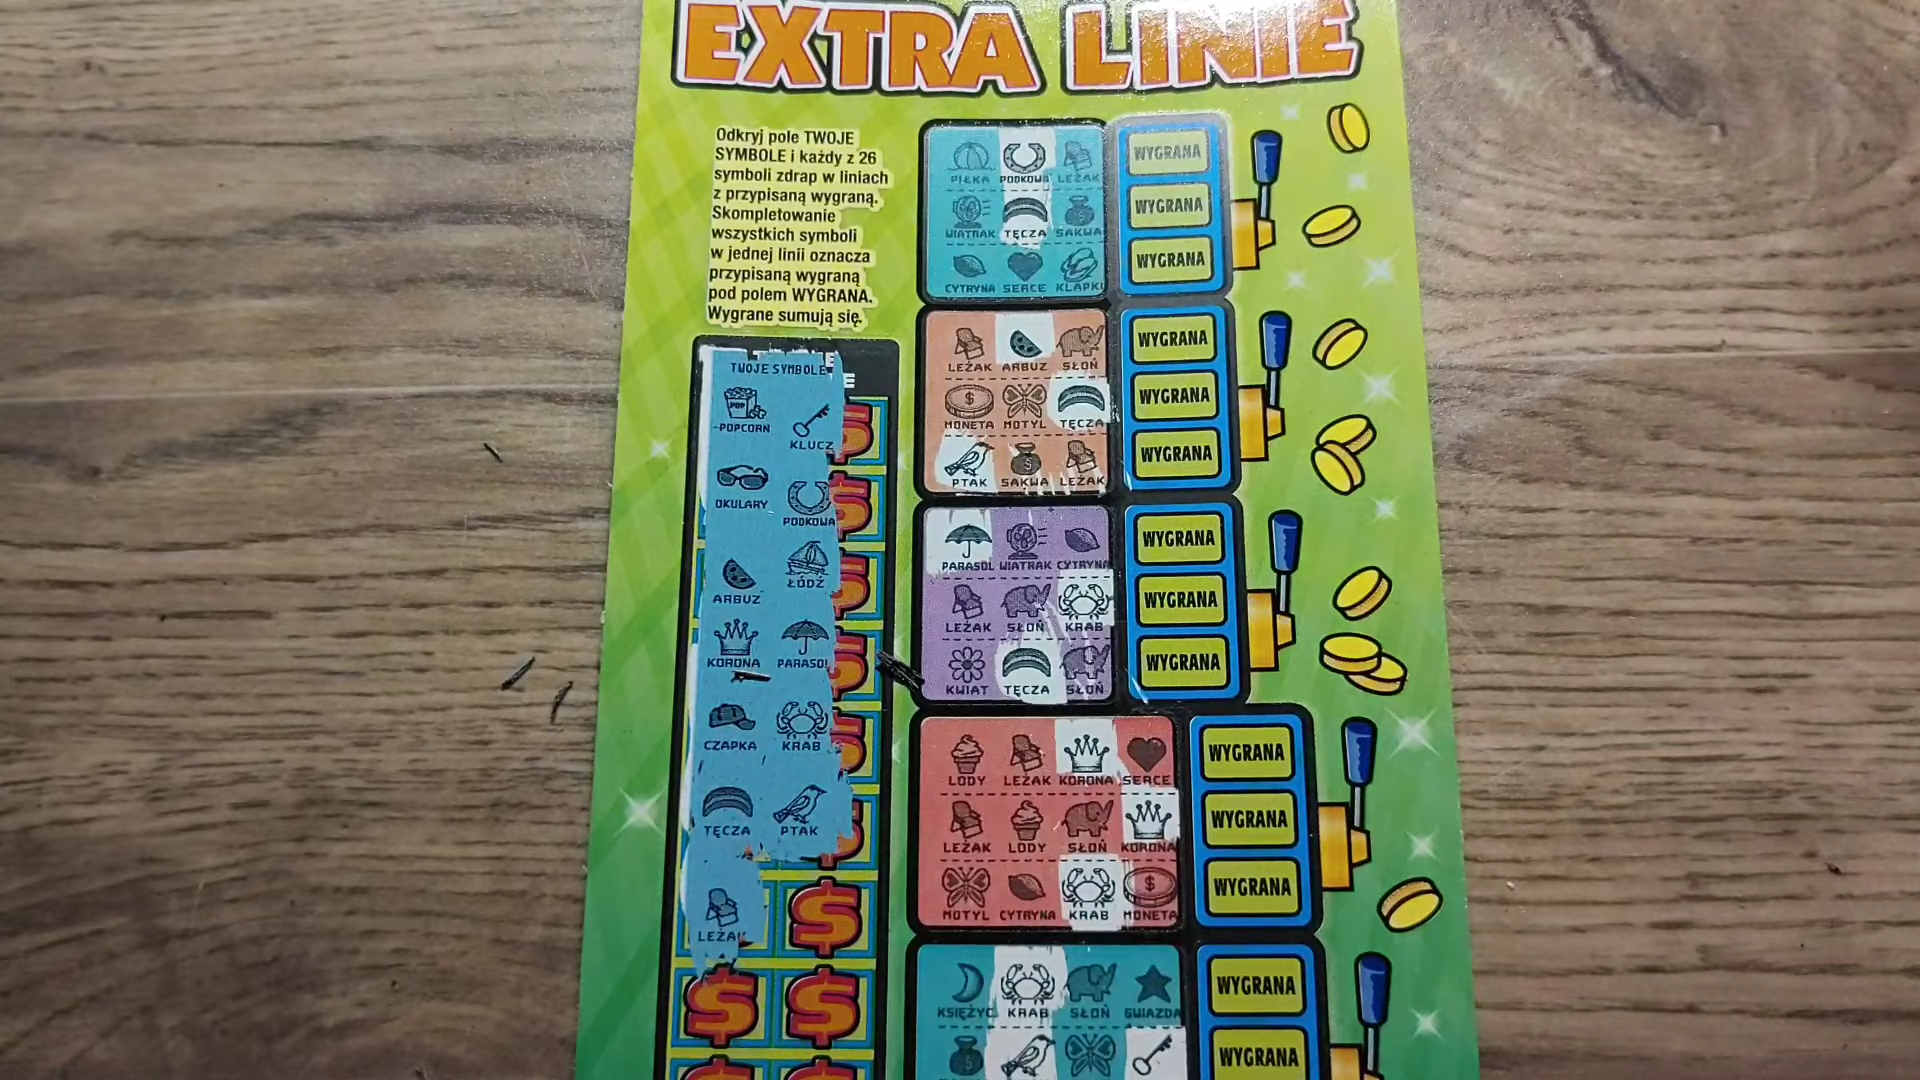 EXTRA LINIE
Odkryj pole TWOJE
SYMBOLE i każdy z 26
symboli zdrap w liniach
z przypisaną wygraną.
Skompletowanie
wszystkich symboli
w jednej linii oznacza
przypisaną wygraną
pod polem WYGRANA.
Wygrane sumują się.
TWOJE SYMBOLE
POP
POPCORN
KLUCZ
OKULARY
PODKOWA
ARBUZ
ŁÓDŹ
KORONA
PARASOL
CZAPKA
KRAB
TĘCZA
PTAK
LEŻAK
PIŁKA PODKOWA LEŻAK
WYGRANA
WIATRAK TĘCZA SAKWA
WYGRANA
CYTRYNA SERCE KLAPKI
WYGRANA
LEŻAK ARBUZ SŁOŃ
WYGRANA
MONETA MOTYL TĘCZA
WYGRANA
PTAK SAKWA LEŻAK
WYGRANA
PARASOL WIATRAK CYTRYNA
WYGRANA
LEŻAK SŁOŃ KRAB
WYGRANA
KWIAT TĘCZA SŁOŃ
WYGRANA
LODY LEŻAK KORONA SERCE
WYGRANA
LEŻAK LODY SŁOŃ KORONA
WYGRANA
MOTYL CYTRYNA KRAB MONETA
WYGRANA
KSIĘŻYC KRAB SŁOŃ GWIAZDA
WYGRANA
WYGRANA